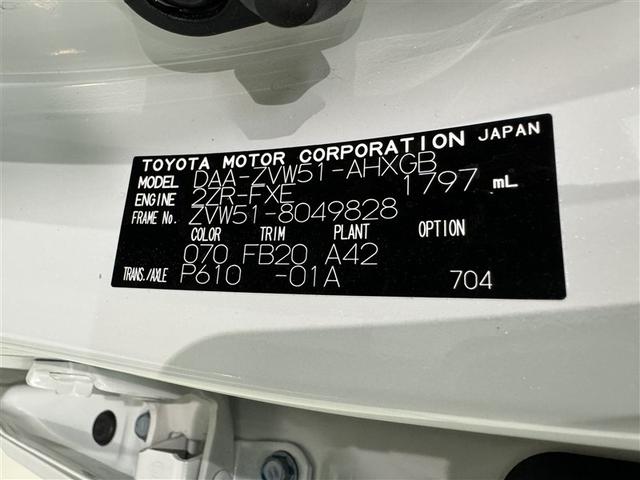 TOYOTA MOTOR CORPORATION JAPAN
MODEL DAA-ZVW51-AHXGB
ENGINE 2ZR-FXE 1797 mL
FRAME No. ZVW51-8049828
COLOR TRIM PLANT OPTION
070 FB20 A42
TRANS./AXLE P610 -01A 704